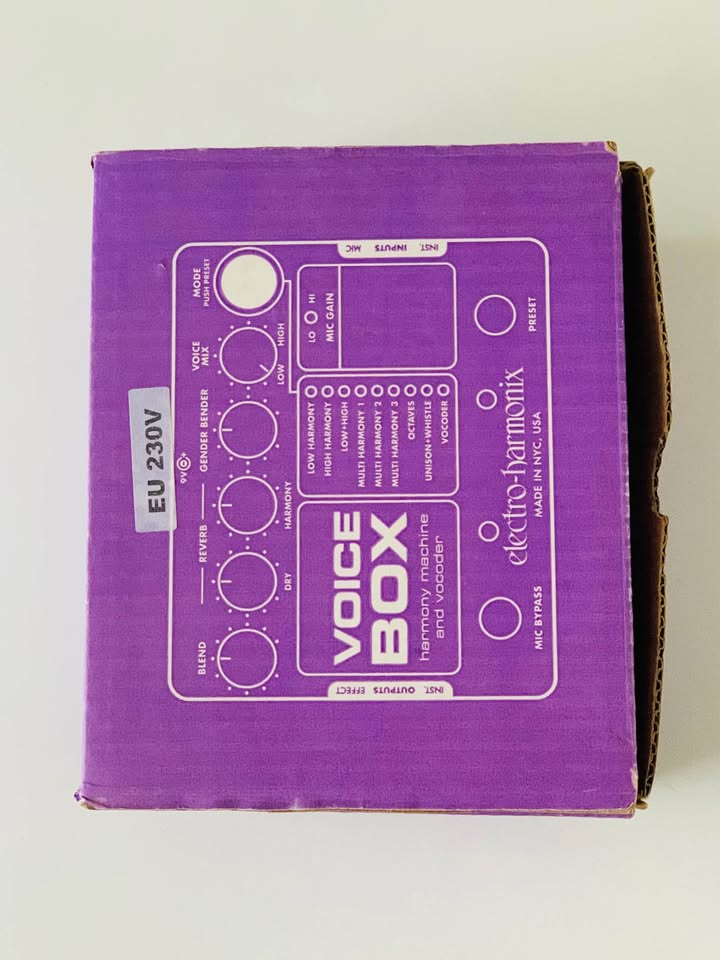 EU 230V
9V
BLEND
REVERB
GENDER BENDER
VOICE
MIX
MODE
PUSH PRESET
DRY
HARMONY
LOW
HIGH
INST. OUTPUTS EFFECT
VOICE
BOX
harmony machine
and vocoder
LOW HARMONY
HIGH HARMONY
LOW+HIGH
MULTI HARMONY 1
MULTI HARMONY 2
MULTI HARMONY 3
OCTAVES
UNISON+WHISTLE
VOCODER
LO
HI
MIC GAIN
INST. INPUTS MIC
MIC BYPASS
electro-harmonix
MADE IN NYC, USA
PRESET